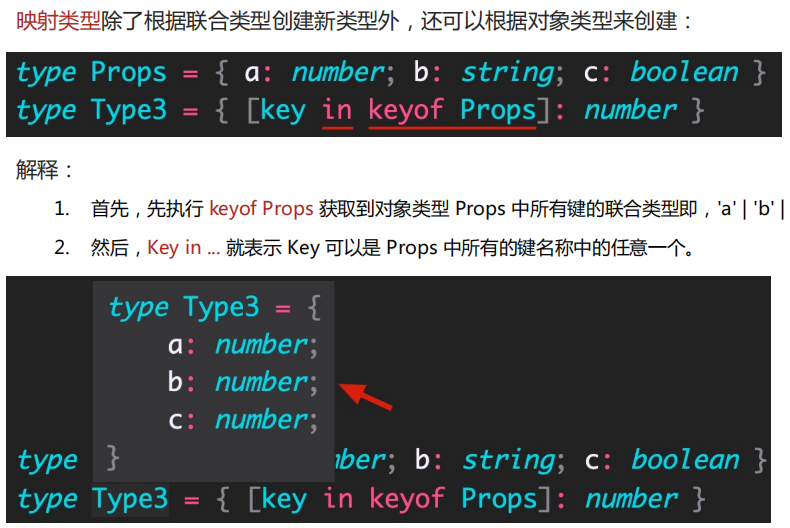 映射类型除了根据联合类型创建新类型外，还可以根据对象类型来创建：
type Props = { a: number; b: string; c: boolean }
type Type3 = { [key in keyof Props]: number }
解释：
1. 首先，先执行 keyof Props 获取到对象类型 Props 中所有键的联合类型即，'a' | 'b' |
2. 然后，Key in ... 就表示 Key 可以是 Props 中所有的键名称中的任意一个。
type Type3 = {
a: number;
b: number;
c: number;
}
type mber; b: string; c: boolean }
type Type3 = { [key in keyof Props]: number }